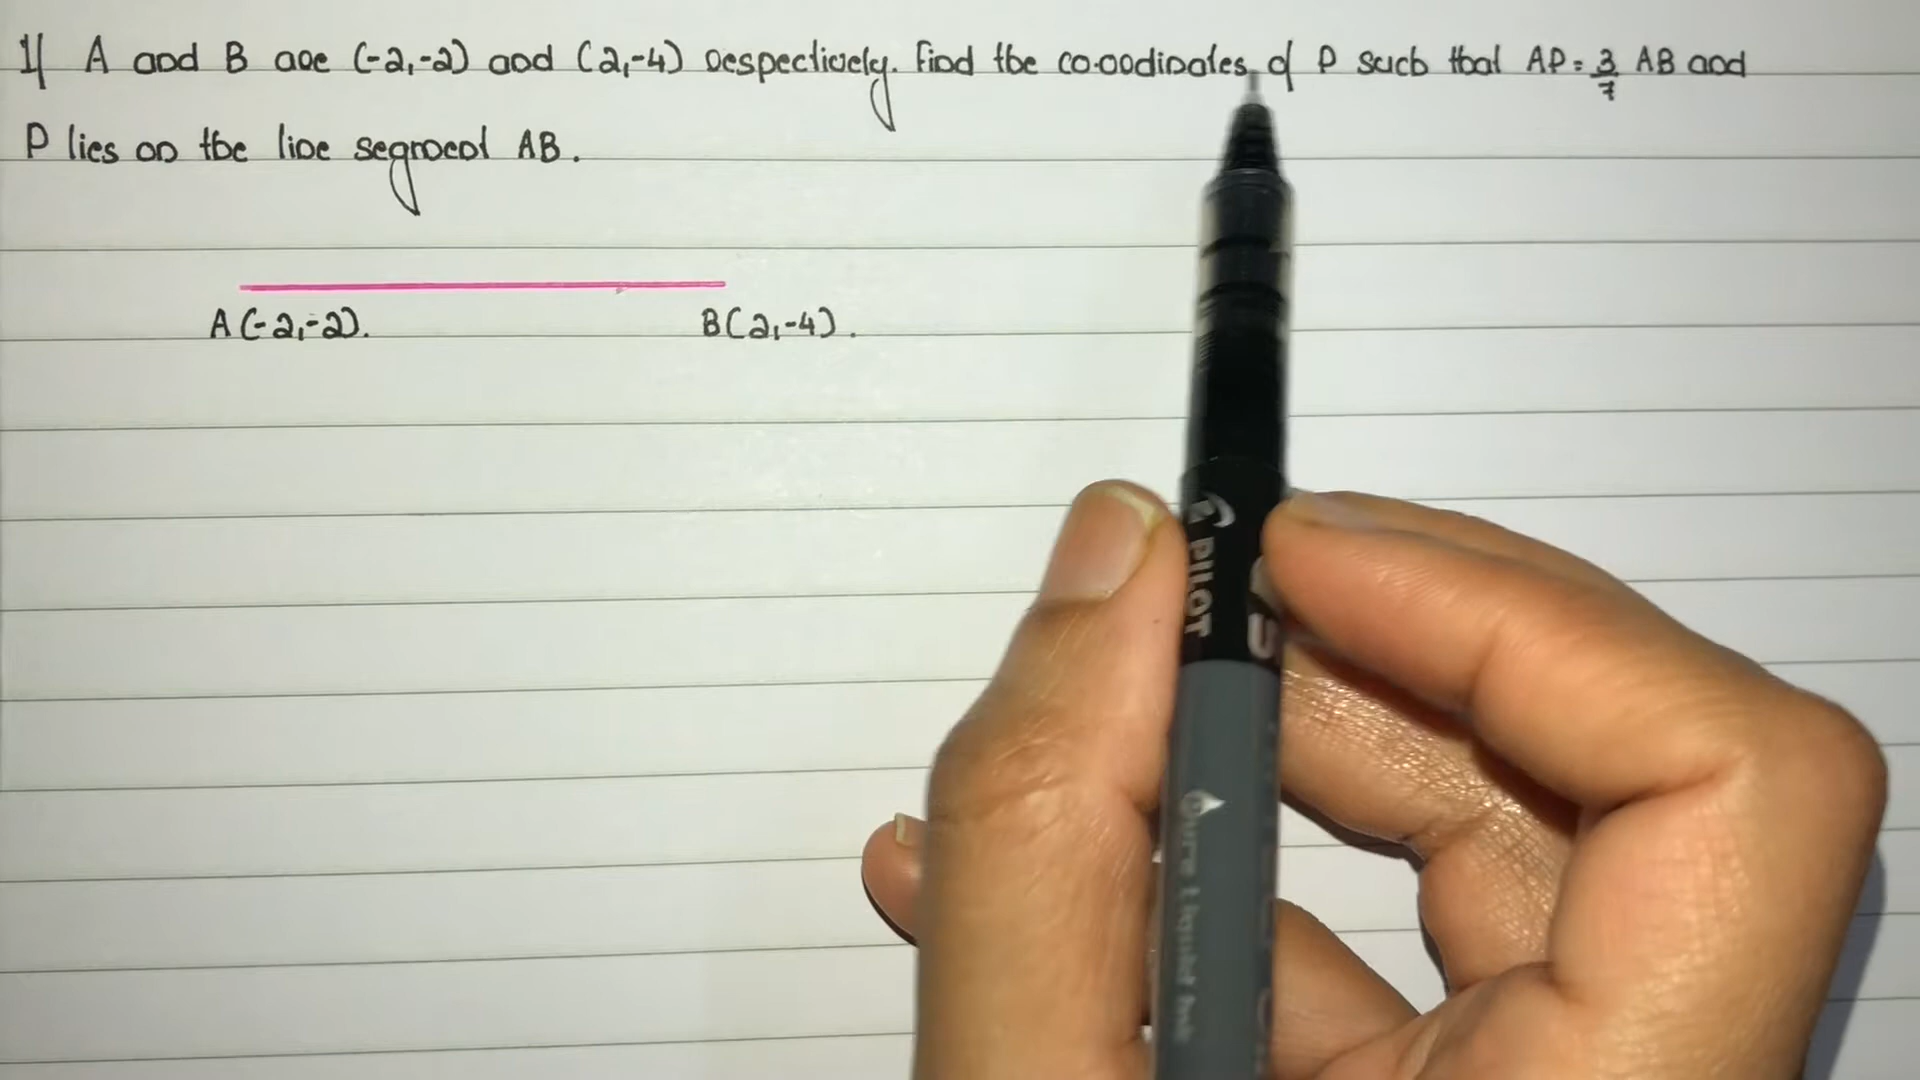 1) A and B are (-2,-2) and (2,-4) respectively. Find the co-ordinates of P such that AP = 3/7 AB and
P lies on the line segment AB.
A(-2,-2).
B(2,-4).
PILOT